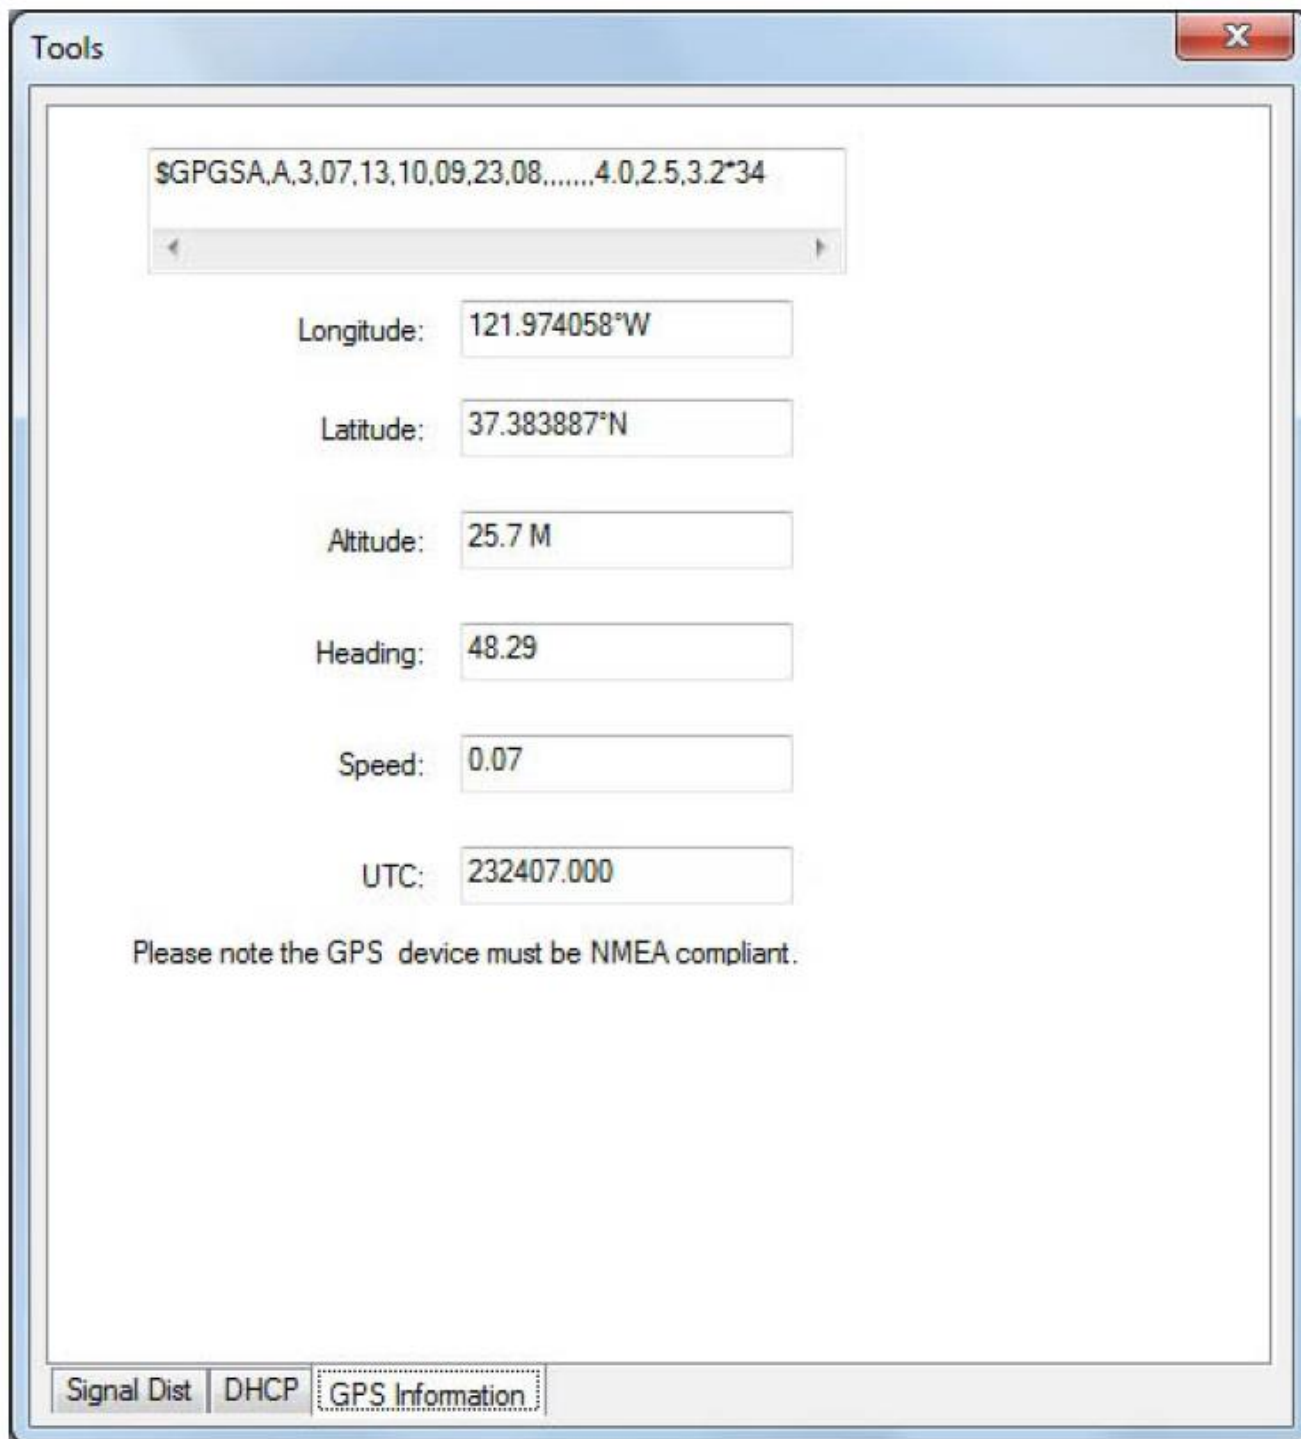 Tools
X
$GPGSA,A,3,07,13,10,09,23,08,,,,,,,4.0,2.5,3.2*34
Longitude: 121.974058°W
Latitude: 37.383887°N
Altitude: 25.7 M
Heading: 48.29
Speed: 0.07
UTC: 232407.000
Please note the GPS  device must be NMEA compliant.
Signal Dist DHCP GPS Information